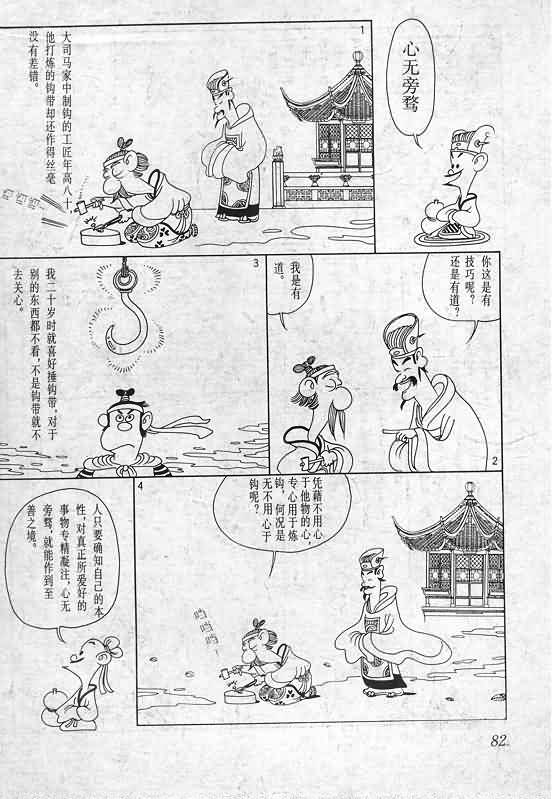 心无旁骛
1
大司马家中制钩的工匠年高八十，
他打炼的钩带却还作得丝毫
没有差错。
你这是有
技巧呢？
还是有道？
我是有
道。
2
3
我二十岁时就喜好捶钩带，对于
别的东西都不看，不是钩带就不
去关心。
4
凭藉不用心
于他物的心，
专心用于炼
钩，何况是
无不用心于
钩呢？
鸣
鸣
鸣
！
人只要确知自己的本
性，对真正所爱好的
事物专精凝注，心无
旁骛，就能作到至
善之境。
82